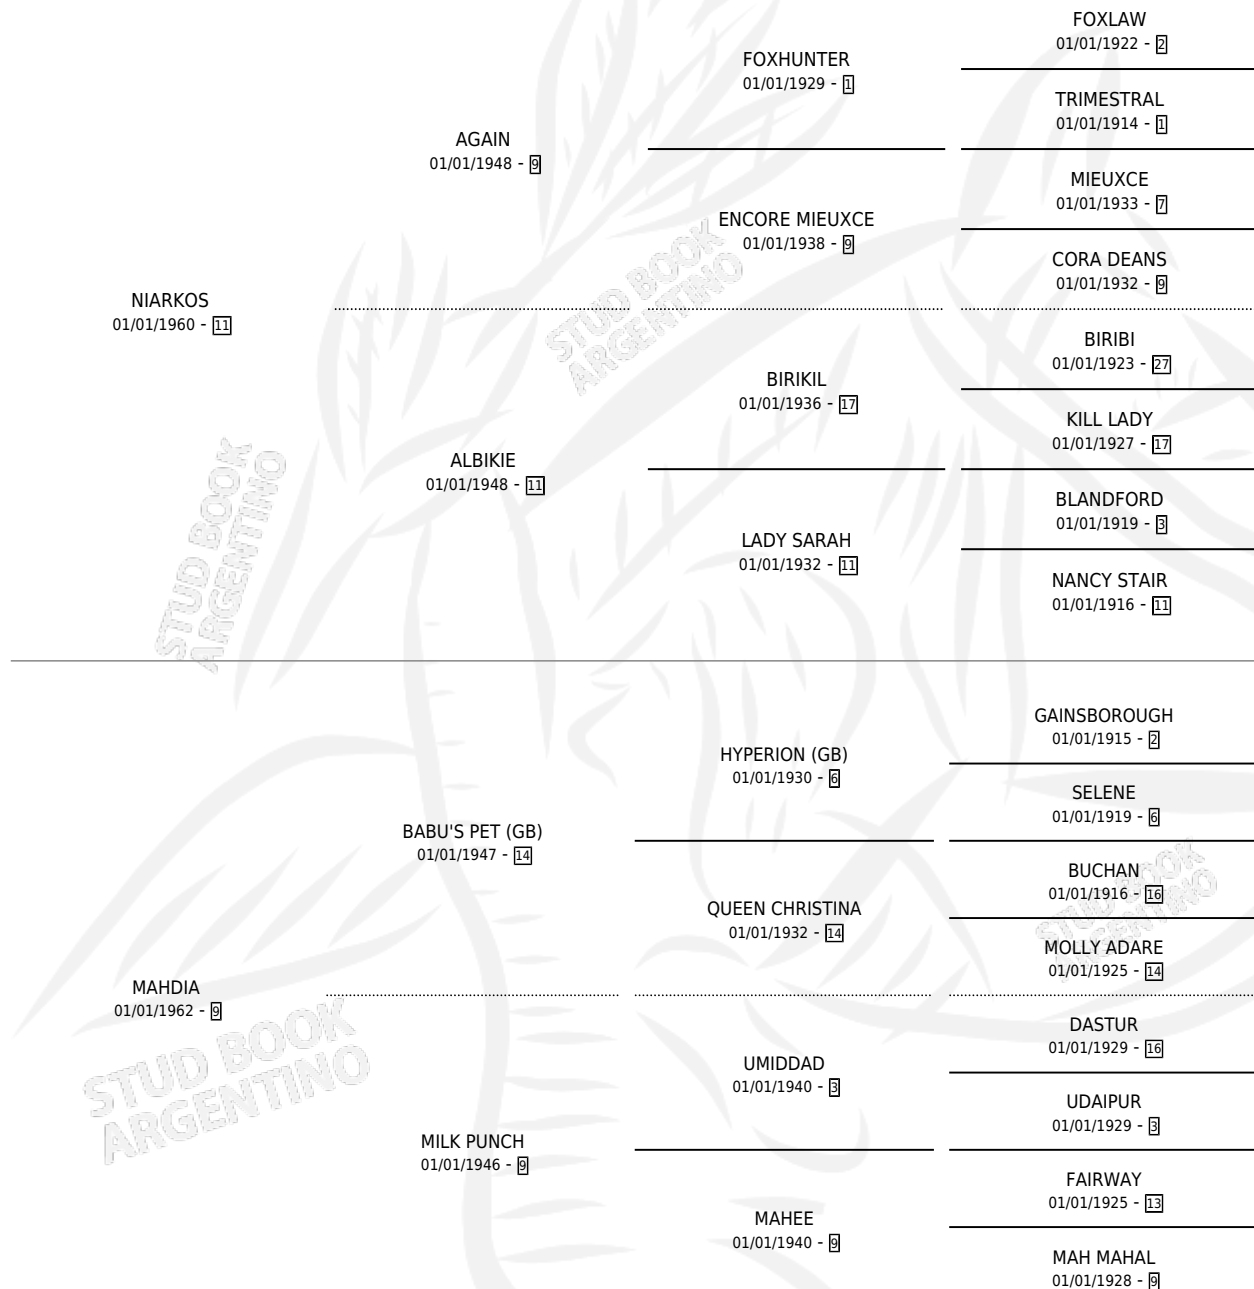 FOXLAW
01/01/1922 - 2
FOXHUNTER
01/01/1929 - 1
TRIMESTRAL
01/01/1914 - 1
AGAIN
01/01/1948 - 9
MIEUXCE
01/01/1933 - 7
ENCORE MIEUXCE
01/01/1938 - 9
CORA DEANS
01/01/1932 - 9
NIARKOS
01/01/1960 - 11
BIRIBI
01/01/1923 - 27
BIRIKIL
01/01/1936 - 17
KILL LADY
01/01/1927 - 17
ALBIKIE
01/01/1948 - 11
BLANDFORD
01/01/1919 - 3
LADY SARAH
01/01/1932 - 11
NANCY STAIR
01/01/1916 - 11
GAINSBOROUGH
01/01/1915 - 2
HYPERION (GB)
01/01/1930 - 6
SELENE
01/01/1919 - 6
BABU'S PET (GB)
01/01/1947 - 14
BUCHAN
01/01/1916 - 16
QUEEN CHRISTINA
01/01/1932 - 14
MOLLY ADARE
01/01/1925 - 14
MAHDIA
01/01/1962 - 9
DASTUR
01/01/1929 - 16
UMIDDAD
01/01/1940 - 3
UDAIPUR
01/01/1929 - 3
MILK PUNCH
01/01/1946 - 9
FAIRWAY
01/01/1925 - 13
MAHEE
01/01/1940 - 9
MAH MAHAL
01/01/1928 - 9
STUD BOOK
ARGENTINO
STUD BOOK
ARGENTINO
STUD BOOK
ARGENTINO
STUD BOOK
ARGENTINO